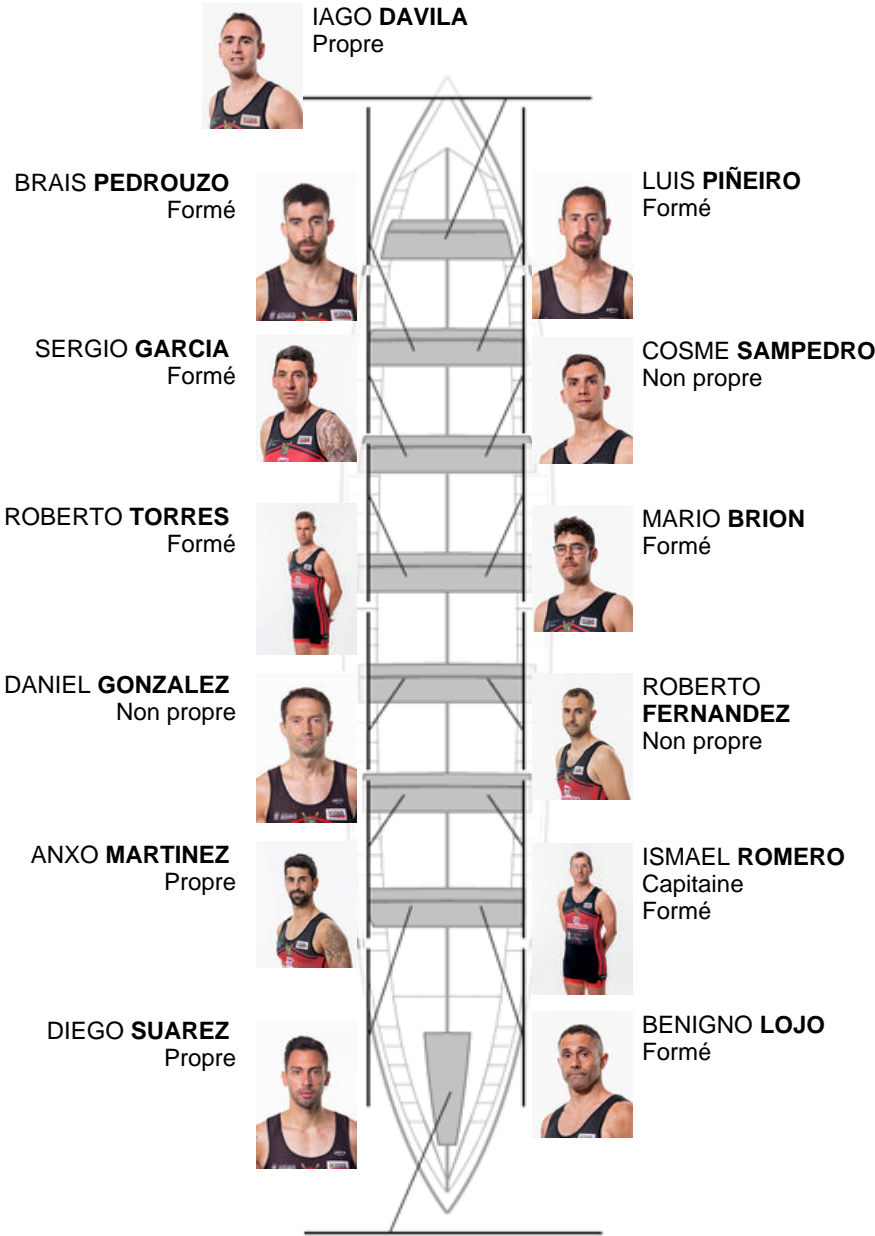 IAGO DAVILA
Propre
BRAIS PEDROUZO
Formé
LUIS PIÑEIRO
Formé
SERGIO GARCIA
Formé
COSME SAMPEDRO
Non propre
ROBERTO TORRES
Formé
MARIO BRION
Formé
DANIEL GONZALEZ
Non propre
ROBERTO
FERNANDEZ
Non propre
ANXO MARTINEZ
Propre
ISMAEL ROMERO
Capitaine
Formé
DIEGO SUAREZ
Propre
BENIGNO LOJO
Formé